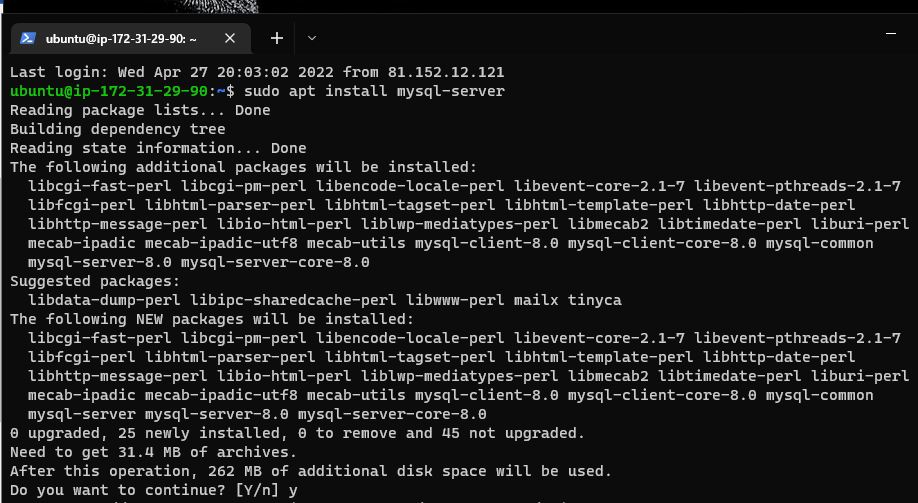 ubuntu@ip-172-31-29-90: ~
Last login: Wed Apr 27 20:03:02 2022 from 81.152.12.121
ubuntu@ip-172-31-29-90:~$ sudo apt install mysql-server
Reading package lists... Done
Building dependency tree
Reading state information... Done
The following additional packages will be installed:
  libcgi-fast-perl libcgi-pm-perl libencode-locale-perl libevent-core-2.1-7 libevent-pthreads-2.1-7
  libfcgi-perl libhtml-parser-perl libhtml-tagset-perl libhtml-template-perl libhttp-date-perl
  libhttp-message-perl libio-html-perl liblwp-mediatypes-perl libmecab2 libtimedate-perl liburi-perl
  mecab-ipadic mecab-ipadic-utf8 mecab-utils mysql-client-8.0 mysql-client-core-8.0 mysql-common
  mysql-server-8.0 mysql-server-core-8.0
Suggested packages:
  libdata-dump-perl libipc-sharedcache-perl libwww-perl mailx tinyca
The following NEW packages will be installed:
  libcgi-fast-perl libcgi-pm-perl libencode-locale-perl libevent-core-2.1-7 libevent-pthreads-2.1-7
  libfcgi-perl libhtml-parser-perl libhtml-tagset-perl libhtml-template-perl libhttp-date-perl
  libhttp-message-perl libio-html-perl liblwp-mediatypes-perl libmecab2 libtimedate-perl liburi-perl
  mecab-ipadic mecab-ipadic-utf8 mecab-utils mysql-client-8.0 mysql-client-core-8.0 mysql-common
  mysql-server mysql-server-8.0 mysql-server-core-8.0
0 upgraded, 25 newly installed, 0 to remove and 45 not upgraded.
Need to get 31.4 MB of archives.
After this operation, 262 MB of additional disk space will be used.
Do you want to continue? [Y/n] y